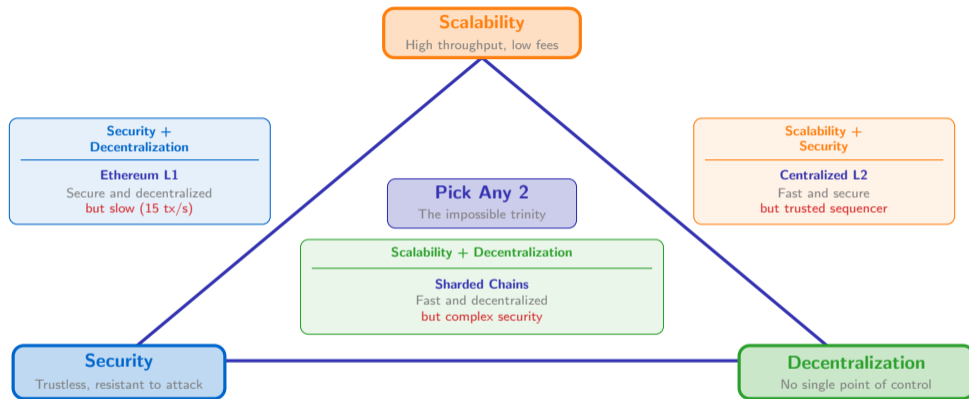 Scalability
High throughput, low fees
Security +
Decentralization
Ethereum L1
Secure and decentralized
but slow (15 tx/s)
Scalability +
Security
Centralized L2
Fast and secure
but trusted sequencer
Pick Any 2
The impossible trinity
Scalability + Decentralization
Sharded Chains
Fast and decentralized
but complex security
Security
Trustless, resistant to attack
Decentralization
No single point of control